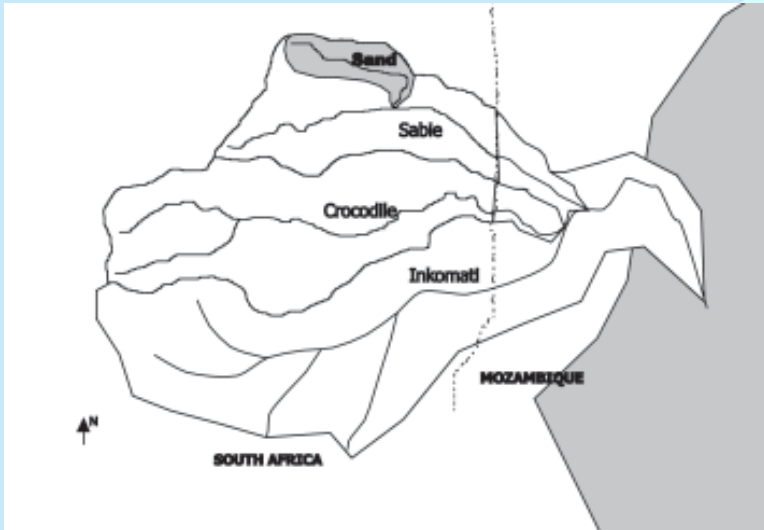 Sand
Sabie
Crocodile
Inkomati
MOZAMBIQUE
N
SOUTH AFRICA